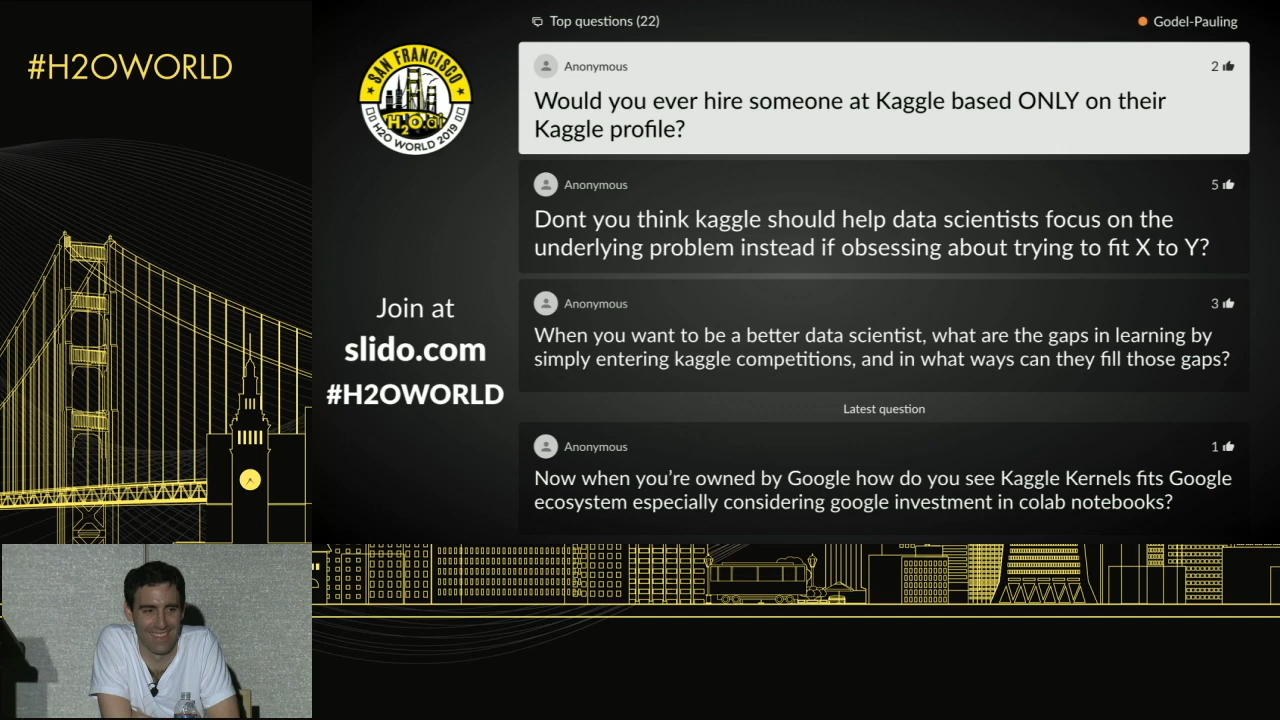 #H2OWORLD
SAN FRANCISCO
H2O.ai
H2O WORLD 2019
Join at
slido.com
#H2OWORLD
Top questions (22)
Godel-Pauling
Anonymous
2
Would you ever hire someone at Kaggle based ONLY on their
Kaggle profile?
Anonymous
5
Dont you think kaggle should help data scientists focus on the
underlying problem instead if obsessing about trying to fit X to Y?
Anonymous
3
When you want to be a better data scientist, what are the gaps in learning by
simply entering kaggle competitions, and in what ways can they fill those gaps?
Latest question
Anonymous
1
Now when you’re owned by Google how do you see Kaggle Kernels fits Google
ecosystem especially considering google investment in colab notebooks?